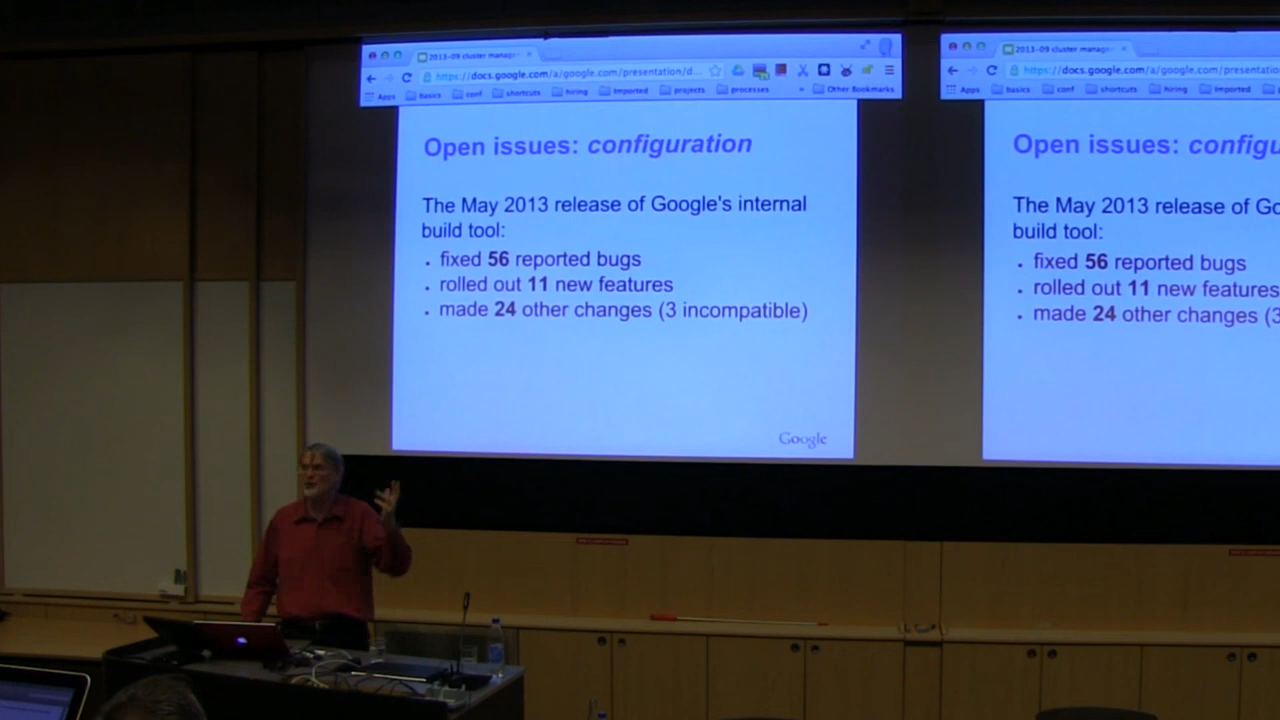 2013-09 cluster manage
https://docs.google.com/a/google.com/presentation/d...
Apps basics conf shortcuts hiring Imported projects processes » Other Bookmarks
Open issues: configuration
The May 2013 release of Google's internal
build tool:
. fixed 56 reported bugs
. rolled out 11 new features
. made 24 other changes (3 incompatible)
Google
2013-09 cluster manage
https://docs.google.com/a/google.com/presentatio
Apps basics conf shortcuts hiring Imported
Open issues: configu
The May 2013 release of Go
build tool:
. fixed 56 reported bugs
. rolled out 11 new features
. made 24 other changes (3